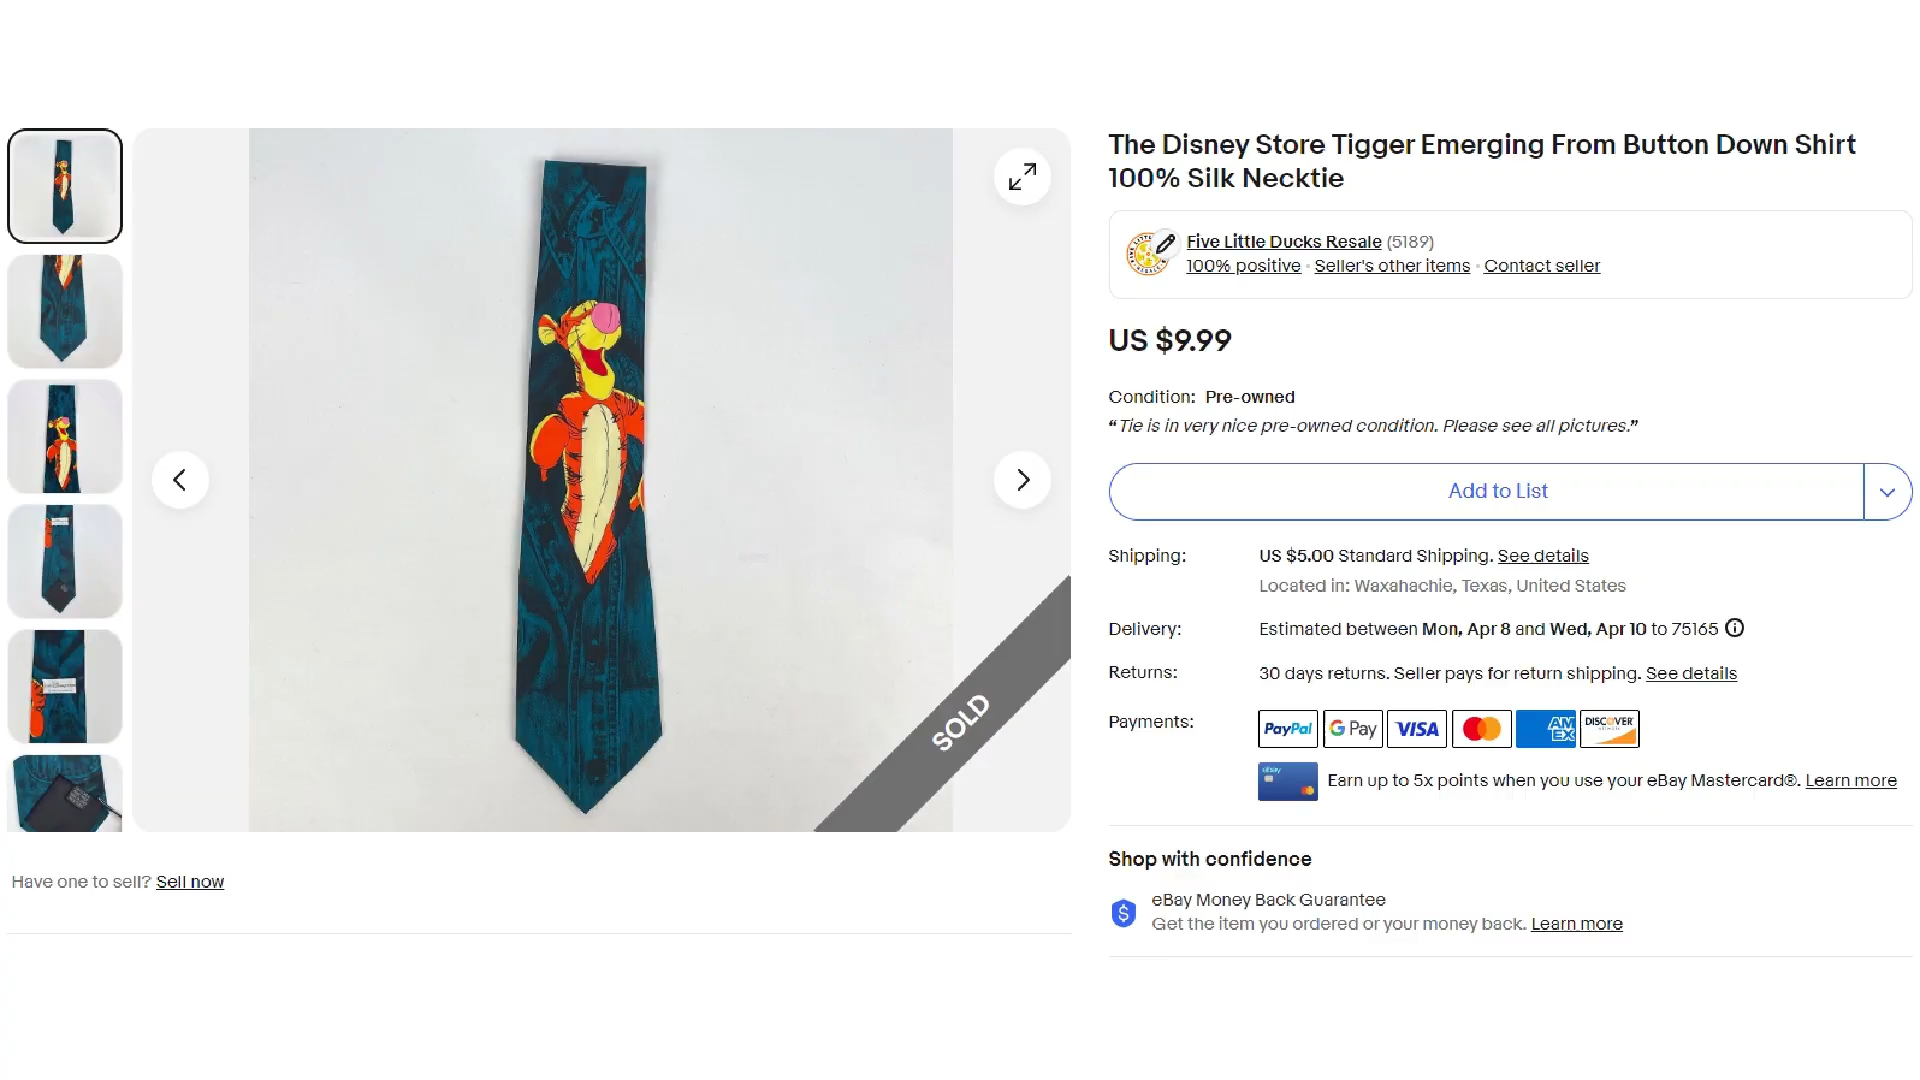 The Disney Store Tigger Emerging From Button Down Shirt
100% Silk Necktie
Five Little Ducks Resale (5189)
100% positive · Seller's other items · Contact seller
US $9.99
Condition: Pre-owned
“Tie is in very nice pre-owned condition. Please see all pictures.”
Add to List
Shipping: US $5.00 Standard Shipping. See details
Located in: Waxahachie, Texas, United States
Delivery: Estimated between Mon, Apr 8 and Wed, Apr 10 to 75165
Returns: 30 days returns. Seller pays for return shipping. See details
Payments: PayPal G Pay VISA AM EX DISCOVER
ebay Earn up to 5x points when you use your eBay Mastercard®. Learn more
Shop with confidence
eBay Money Back Guarantee
Get the item you ordered or your money back. Learn more
SOLD
Have one to sell? Sell now